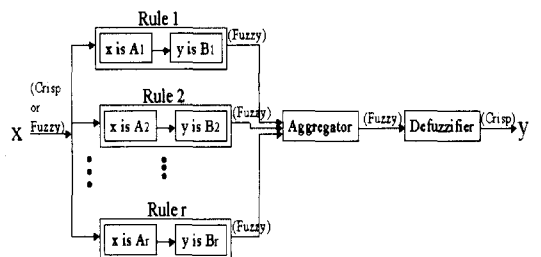 Rule 1
x is A1 y is B1 (Fuzzy)
(Crisp
or
Fuzzy)
X
Rule 2
x is A2 y is B2 (Fuzzy)
Aggregator (Fuzzy) Defuzzifier (Crisp) y
Rule r
x is Ar y is Br (Fuzzy)